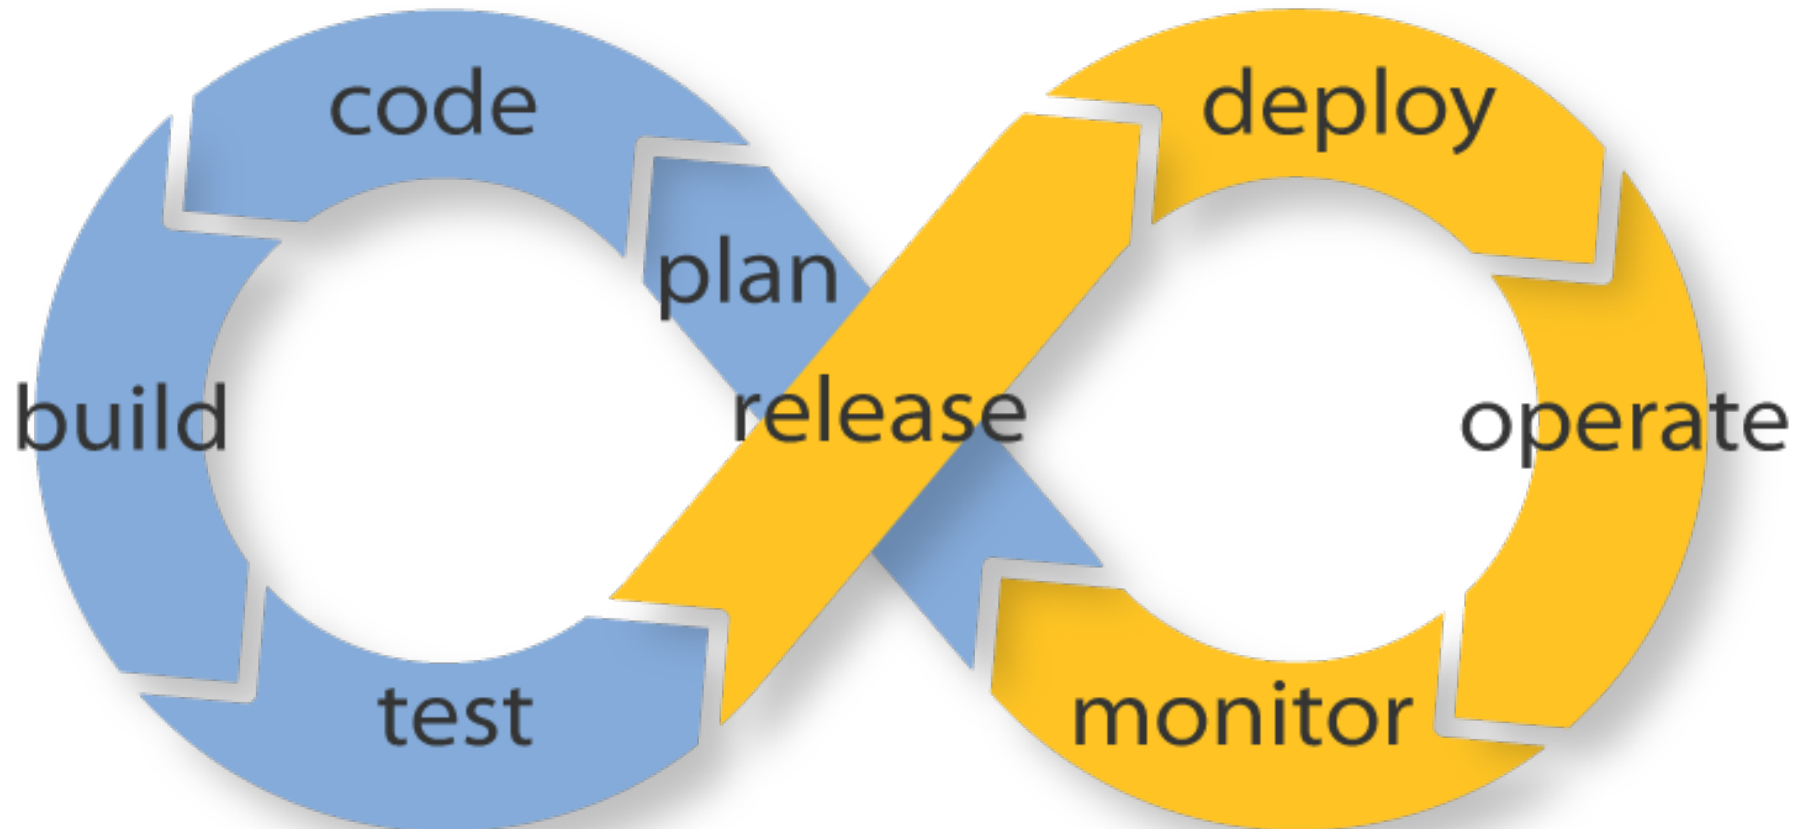 code
deploy
plan
build
release
operate
test
monitor